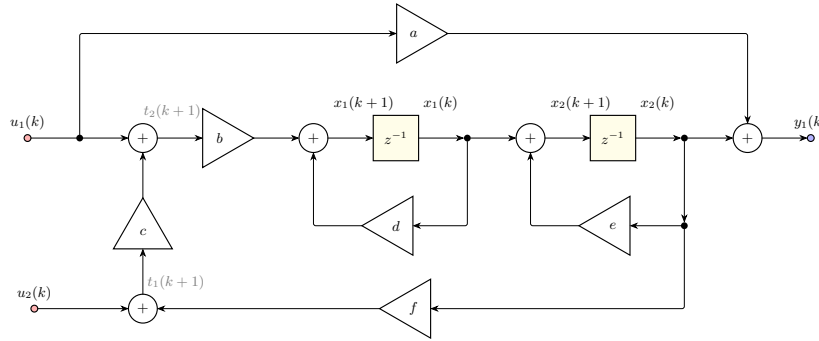 a
x₁(k+1) x₁(k) x₂(k+1) x₂(k)
t₂(k+1)
u₁(k) y₁(k
+ b + z⁻¹ + z⁻¹ +
d e
c
t₁(k+1)
u₂(k)
+ f